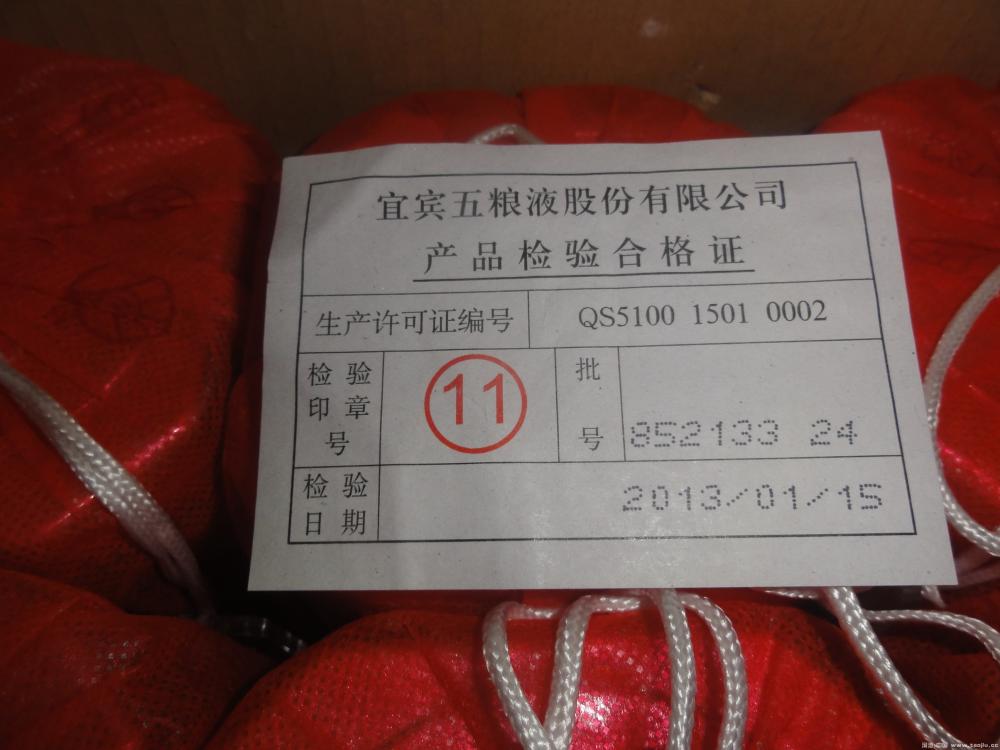 宜宾五粮液股份有限公司
产品检验合格证
生产许可证编号 QS5100 1501 0002
检验印章号 11 批号 852133 24
检验日期 2013/01/15